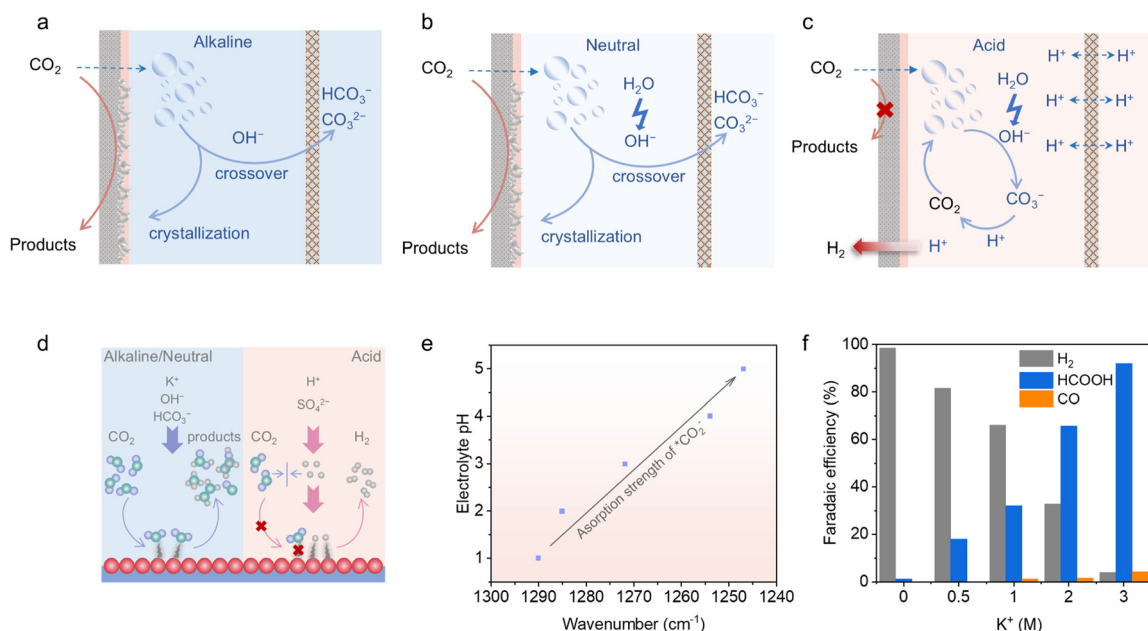 a
Alkaline
CO₂
OH⁻
HCO₃⁻
CO₃²⁻
crossover
crystallization
Products
b
Neutral
CO₂
H₂O
OH⁻
HCO₃⁻
CO₃²⁻
crossover
crystallization
Products
c
Acid
CO₂
H₂O
OH⁻
H⁺ H⁺
H⁺ H⁺
H⁺ H⁺
Products
CO₂
CO₃⁻
H⁺
H⁺
H₂
d
Alkaline/Neutral
K⁺
OH⁻
HCO₃⁻
CO₂
products
Acid
H⁺
SO₄²⁻
CO₂
H₂
e
Electrolyte pH
5
4
3
2
1
Asorption strength of *CO₂⁻
1300 1290 1280 1270 1260 1250 1240
Wavenumber (cm⁻¹)
f
Faradaic efficiency (%)
100
80
60
40
20
0
H₂
HCOOH
CO
0 0.5 1 2 3
K⁺ (M)